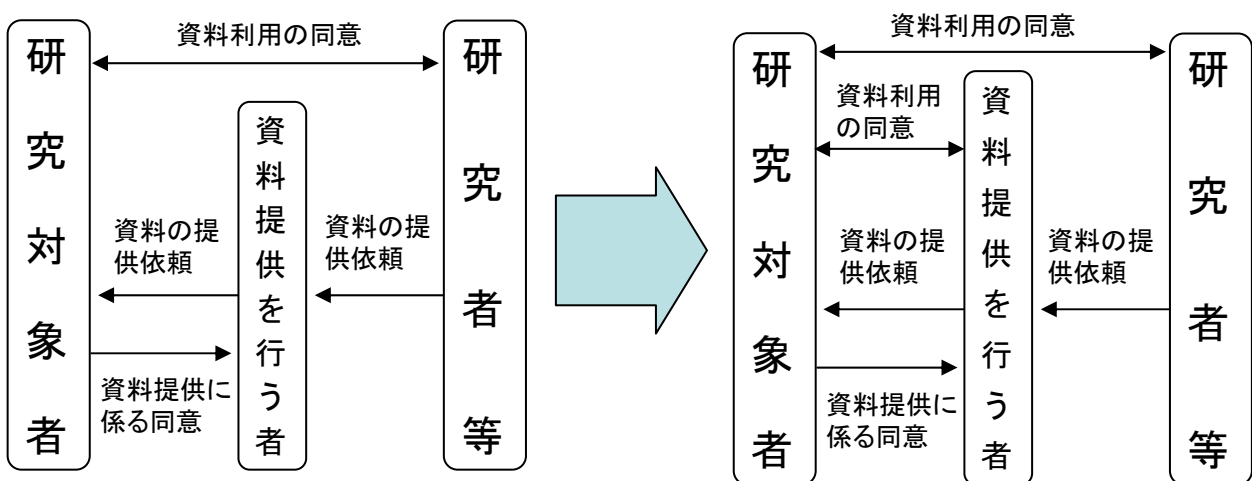 資料利用の同意
研究対象者
資料提供を行う者
研究者等
資料の提
供依頼
資料の提
供依頼
資料提供に
係る同意
資料利用の同意
研究対象者
資料利用
の同意
資料提供を行う者
研究者等
資料の提
供依頼
資料の提
供依頼
資料提供に
係る同意